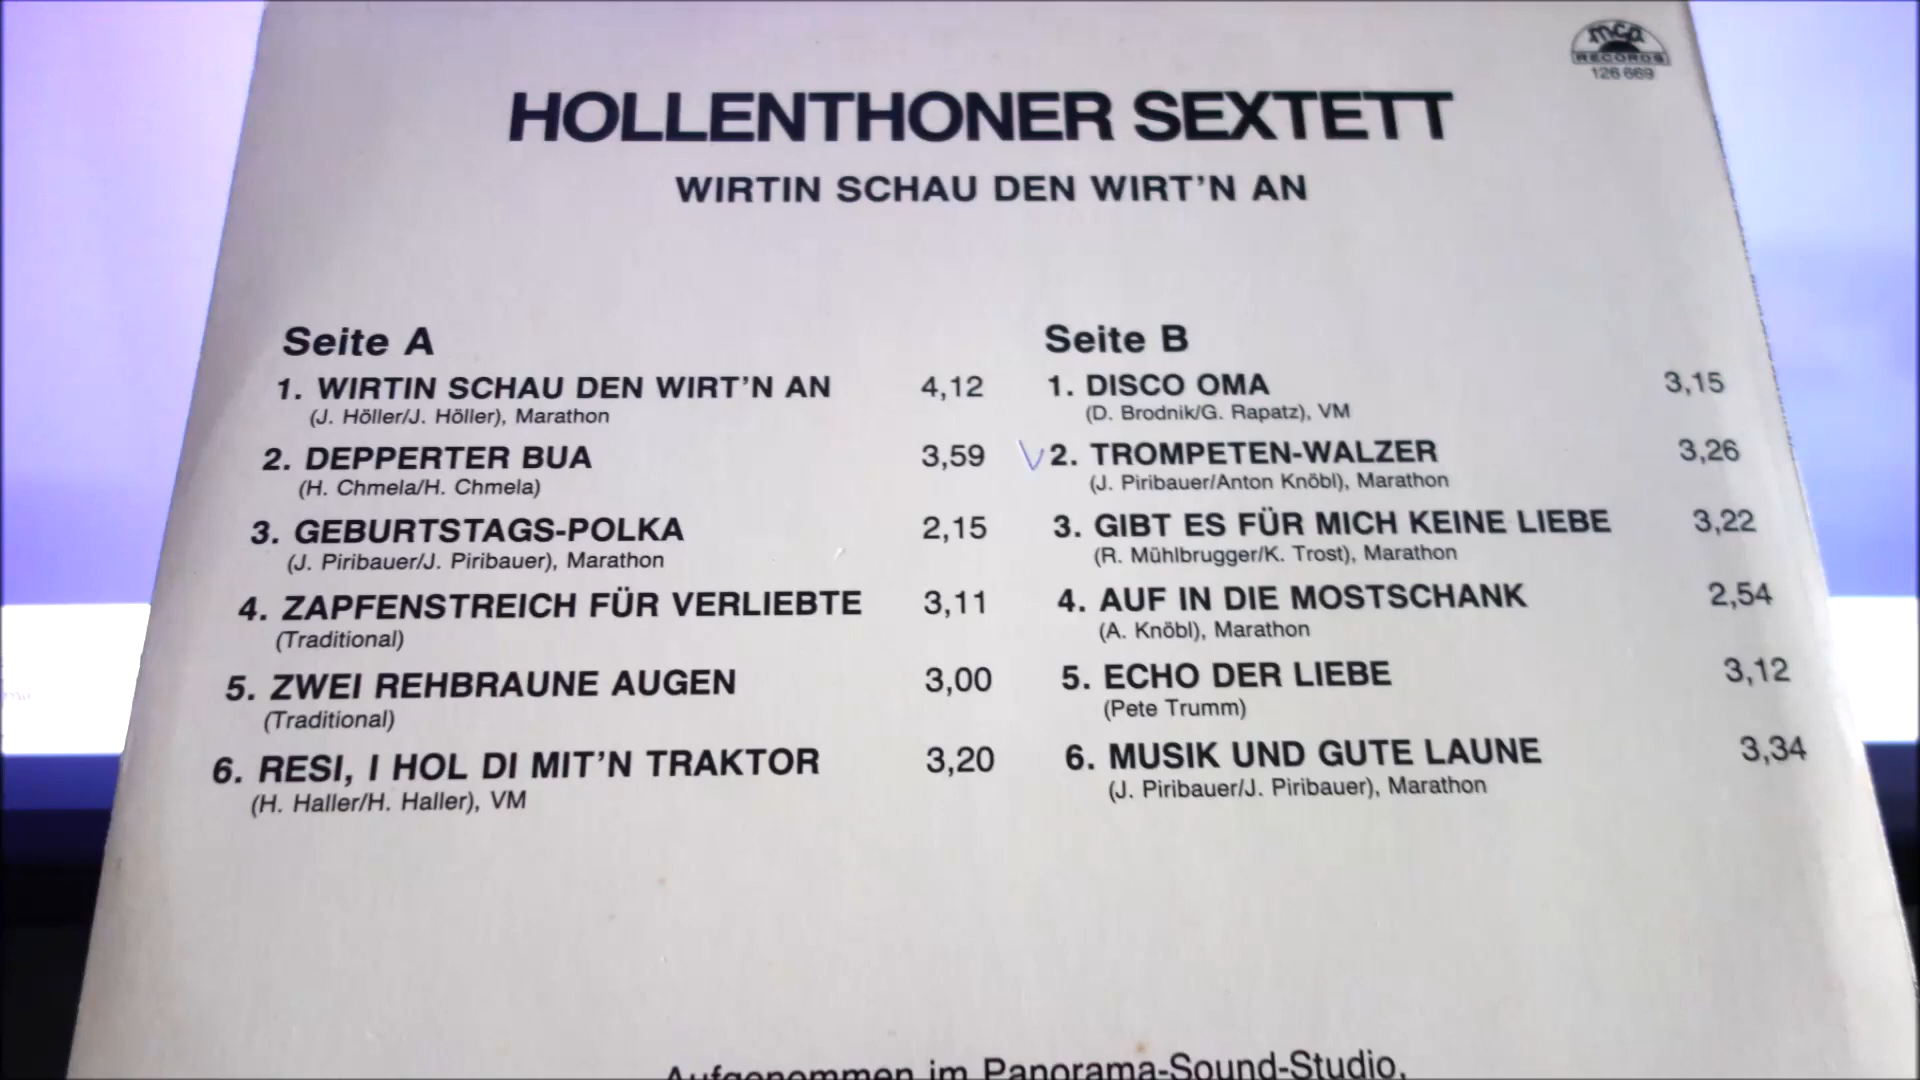 mcp
RECORDS
126 669
HOLLENTHONER SEXTETT
WIRTIN SCHAU DEN WIRT'N AN
Seite A
1. WIRTIN SCHAU DEN WIRT'N AN 4,12
(J. Höller/J. Höller), Marathon
2. DEPPERTER BUA 3,59
(H. Chmela/H. Chmela)
3. GEBURTSTAGS-POLKA 2,15
(J. Piribauer/J. Piribauer), Marathon
4. ZAPFENSTREICH FÜR VERLIEBTE 3,11
(Traditional)
5. ZWEI REHBRAUNE AUGEN 3,00
(Traditional)
6. RESI, I HOL DI MIT'N TRAKTOR 3,20
(H. Haller/H. Haller), VM
Seite B
1. DISCO OMA 3,15
(D. Brodnik/G. Rapatz), VM
2. TROMPETEN-WALZER 3,26
(J. Piribauer/Anton Knöbl), Marathon
3. GIBT ES FÜR MICH KEINE LIEBE 3,22
(R. Mühlbrugger/K. Trost), Marathon
4. AUF IN DIE MOSTSCHANK 2,54
(A. Knöbl), Marathon
5. ECHO DER LIEBE 3,12
(Pete Trumm)
6. MUSIK UND GUTE LAUNE 3,34
(J. Piribauer/J. Piribauer), Marathon
Aufgenommen im Panorama-Sound-Studio,